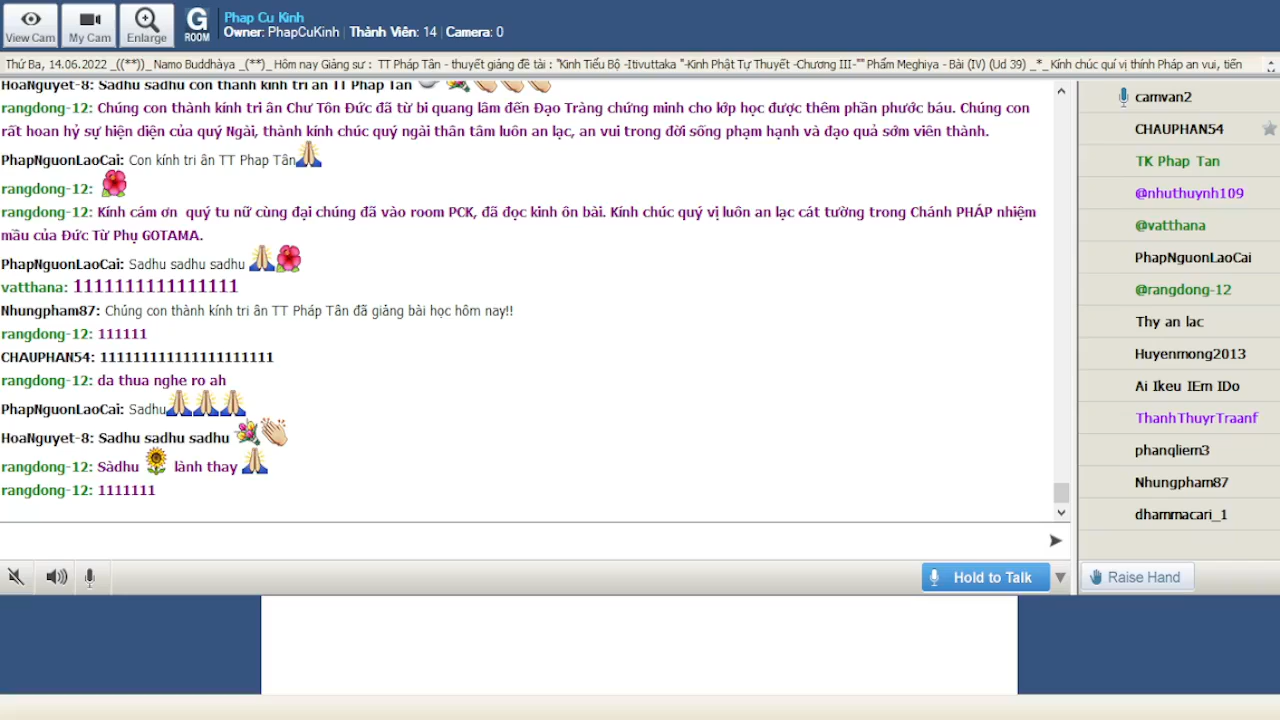 View Cam
My Cam
Enlarge
G
ROOM
Phap Cu Kinh
Owner: PhapCuKinh | Thành Viên: 14 | Camera: 0
Thứ Ba, 14.06.2022 _((**))_ Namo Buddhàya _(**)_ Hôm nay Giảng sư : TT Pháp Tân - thuyết giảng đề tài : "Kinh Tiểu Bộ -Itivuttaka "-Kinh Phật Tự Thuyết -Chương III-"" Phẩm Meghiya - Bài (IV) (Ud 39) _*_ Kính chúc quí vị thính Pháp an vui, tiến
HoaNguyet-8: Sadhu sadhu con thanh kinh tri an TT Phap Tan
rangdong-12: Chúng con thành kính tri ân Chư Tôn Đức đã từ bi quang lâm đến Đạo Tràng chứng minh cho lớp học được thêm phần phước báu. Chúng con
rất hoan hỷ sự hiện diện của quý Ngài, thành kính chúc quý ngài thân tâm luôn an lạc, an vui trong đời sống phạm hạnh và đạo quả sớm viên thành.
PhapNguonLaoCai: Con kính tri ân TT Phap Tân
rangdong-12:
rangdong-12: Kính cám ơn quý tu nữ cùng đại chúng đã vào room PCK, đã đọc kinh ôn bài. Kính chúc quý vị luôn an lạc cát tường trong Chánh PHÁP nhiệm
mầu của Đức Từ Phụ GOTAMA.
PhapNguonLaoCai: Sadhu sadhu sadhu
vatthana: 11111111111111111
Nhungpham87: Chúng con thành kính tri ân TT Pháp Tân đã giảng bài học hôm nay!!
rangdong-12: 111111
CHAUPHAN54: 111111111111111111111
rangdong-12: da thua nghe ro ah
PhapNguonLaoCai: Sadhu
HoaNguyet-8: Sadhu sadhu sadhu
rangdong-12: Sàdhu lành thay
rangdong-12: 1111111
camvan2
CHAUPHAN54
TK Phap Tan
@nhuthuynh109
@vatthana
PhapNguonLaoCai
@rangdong-12
Thy an lac
Huyenmong2013
Ai Ikeu IEm IDo
ThanhThuyrTraanf
phanqliem3
Nhungpham87
dhammacari_1
Hold to Talk
Raise Hand